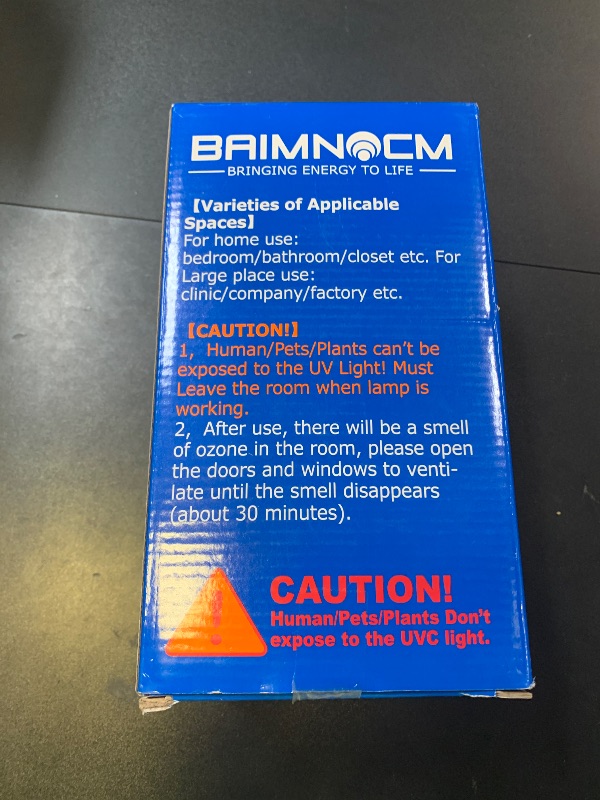 BAIMNOCM
BRINGING ENERGY TO LIFE
【Varieties of Applicable
Spaces】
For home use:
bedroom/bathroom/closet etc. For
Large place use:
clinic/company/factory etc.
【CAUTION!】
1, Human/Pets/Plants can't be
exposed to the UV Light! Must
Leave the room when lamp is
working.
2, After use, there will be a smell
of ozone in the room, please open
the doors and windows to venti-
late until the smell disappears
(about 30 minutes).
CAUTION!
Human/Pets/Plants Don't
expose to the UVC light.